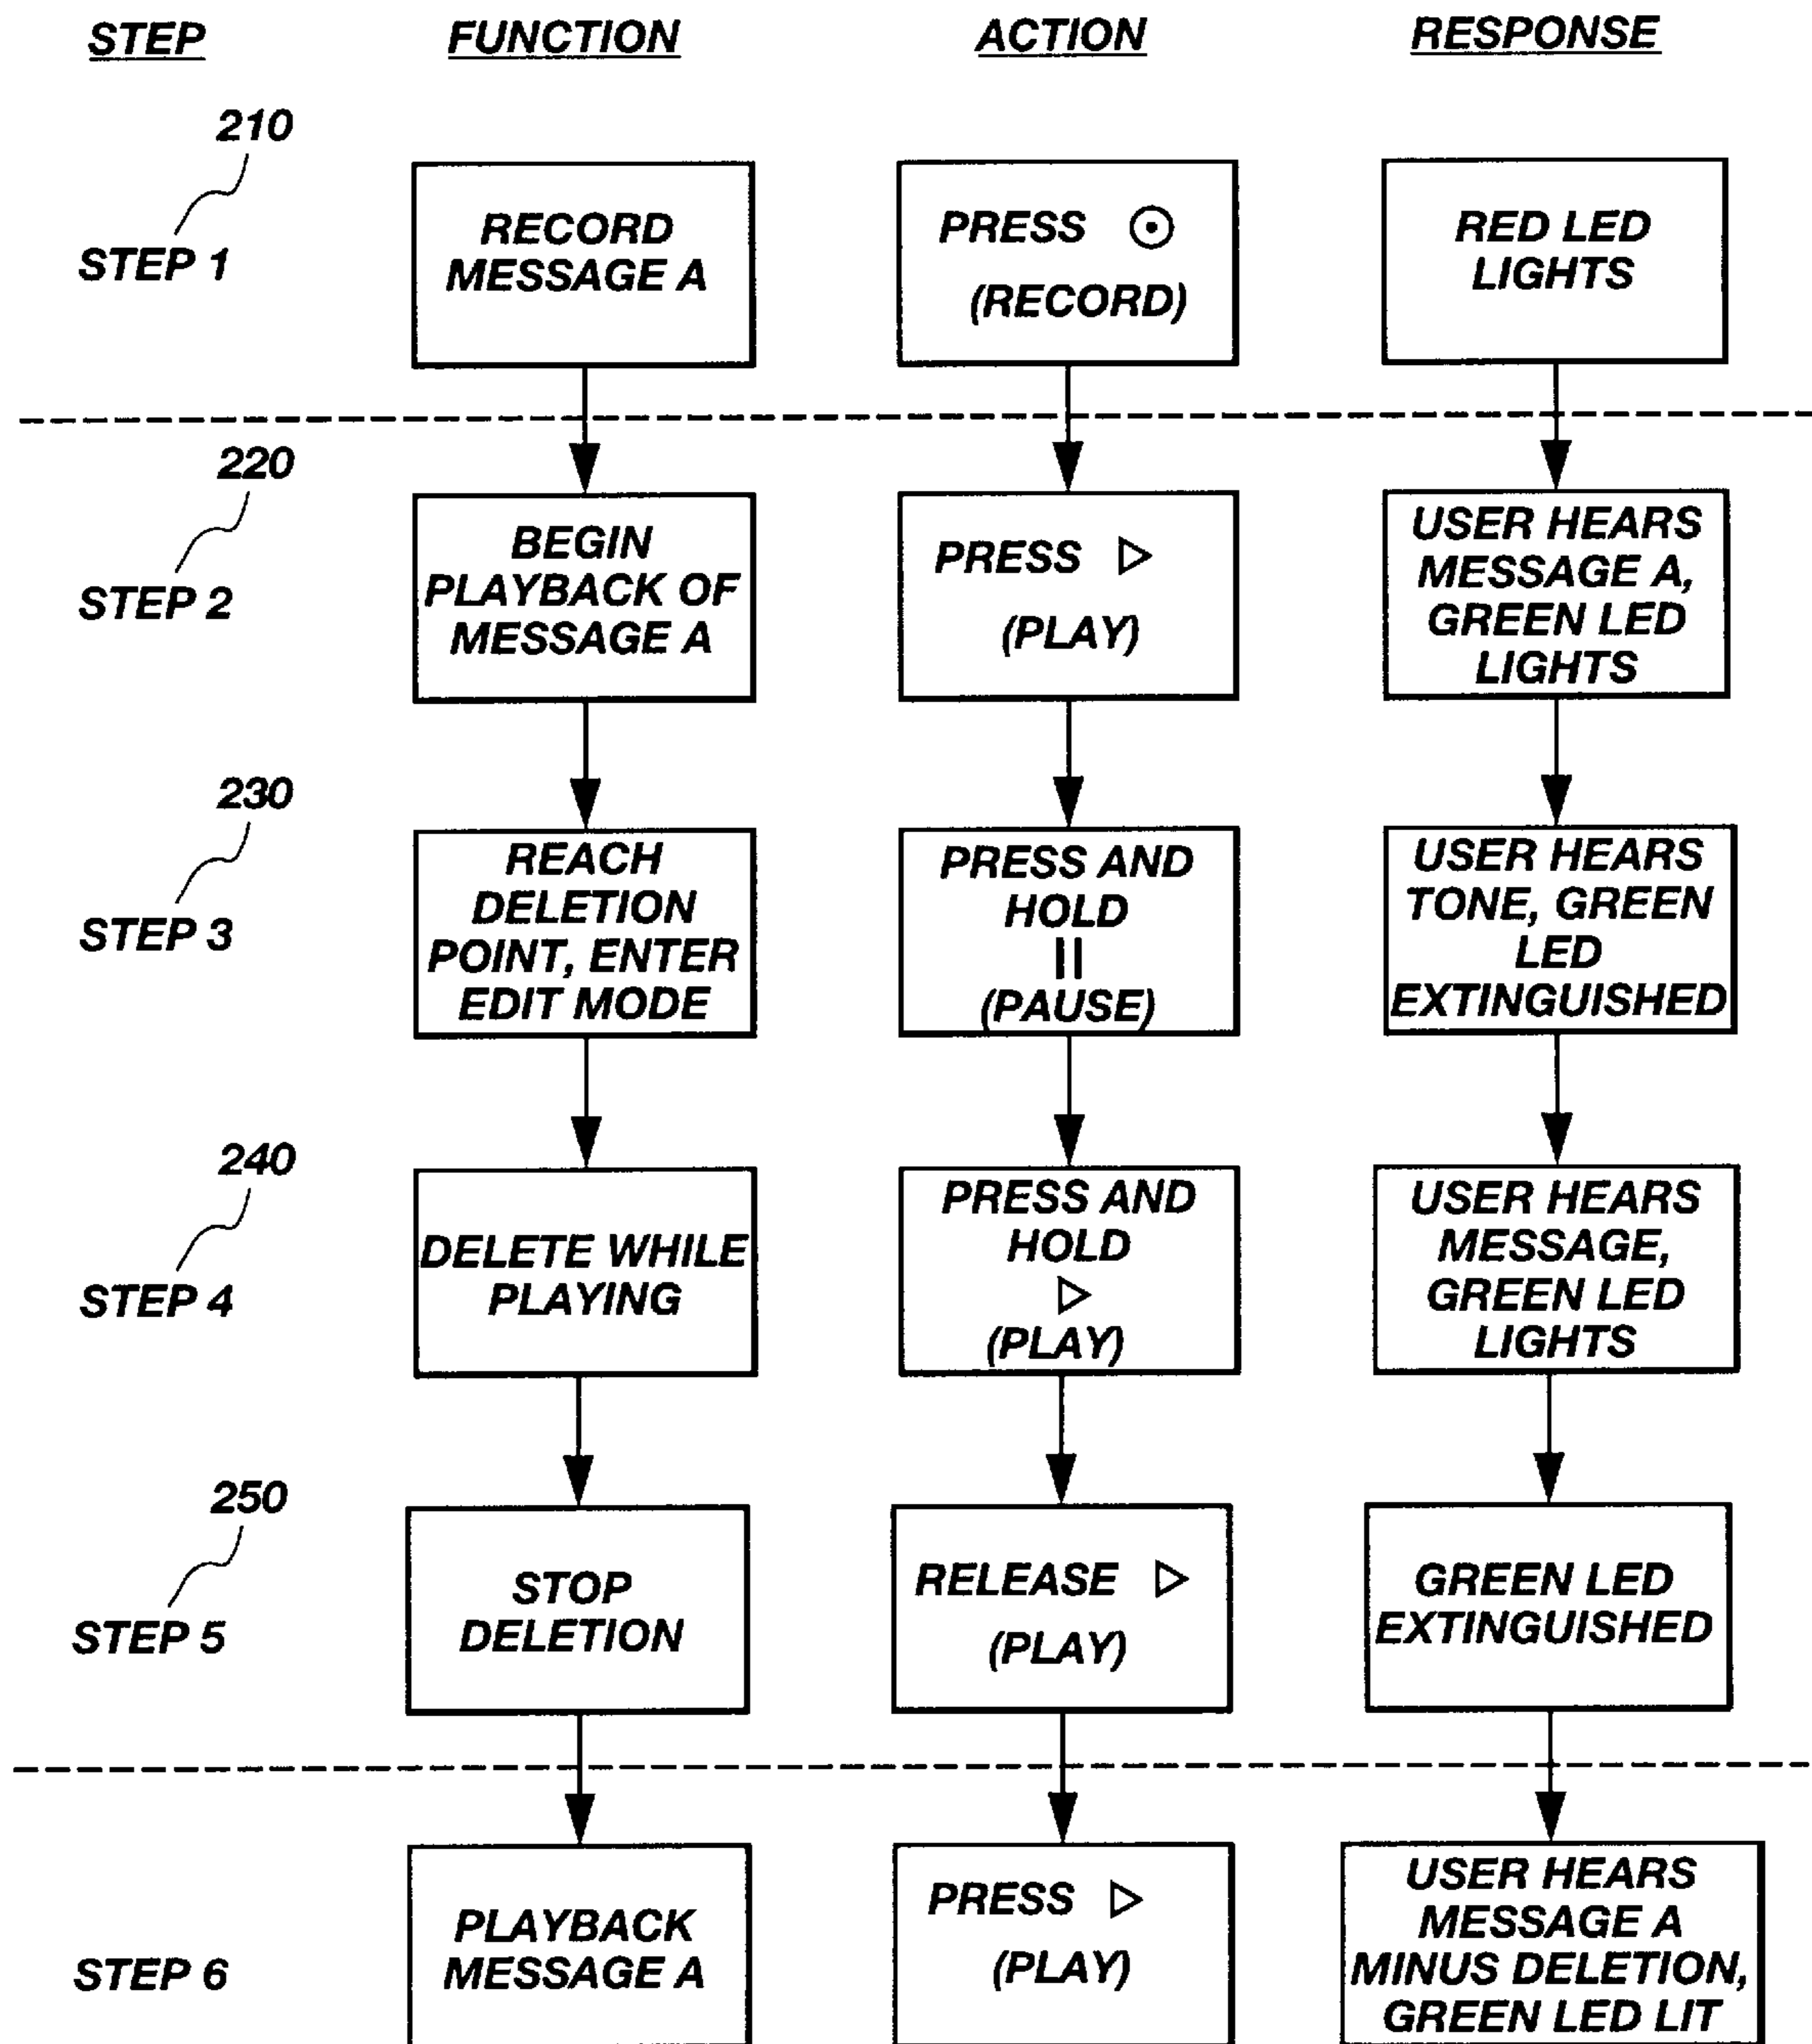 STEP FUNCTION ACTION RESPONSE
210
STEP 1
RECORD
MESSAGE A
PRESS
(RECORD)
RED LED
LIGHTS
220
STEP 2
BEGIN
PLAYBACK OF
MESSAGE A
PRESS
(PLAY)
USER HEARS
MESSAGE A,
GREEN LED
LIGHTS
230
STEP 3
REACH
DELETION
POINT, ENTER
EDIT MODE
PRESS AND
HOLD
(PAUSE)
USER HEARS
TONE, GREEN
LED
EXTINGUISHED
240
STEP 4
DELETE WHILE
PLAYING
PRESS AND
HOLD
(PLAY)
USER HEARS
MESSAGE,
GREEN LED
LIGHTS
250
STEP 5
STOP
DELETION
RELEASE
(PLAY)
GREEN LED
EXTINGUISHED
STEP 6
PLAYBACK
MESSAGE A
PRESS
(PLAY)
USER HEARS
MESSAGE A
MINUS DELETION,
GREEN LED LIT